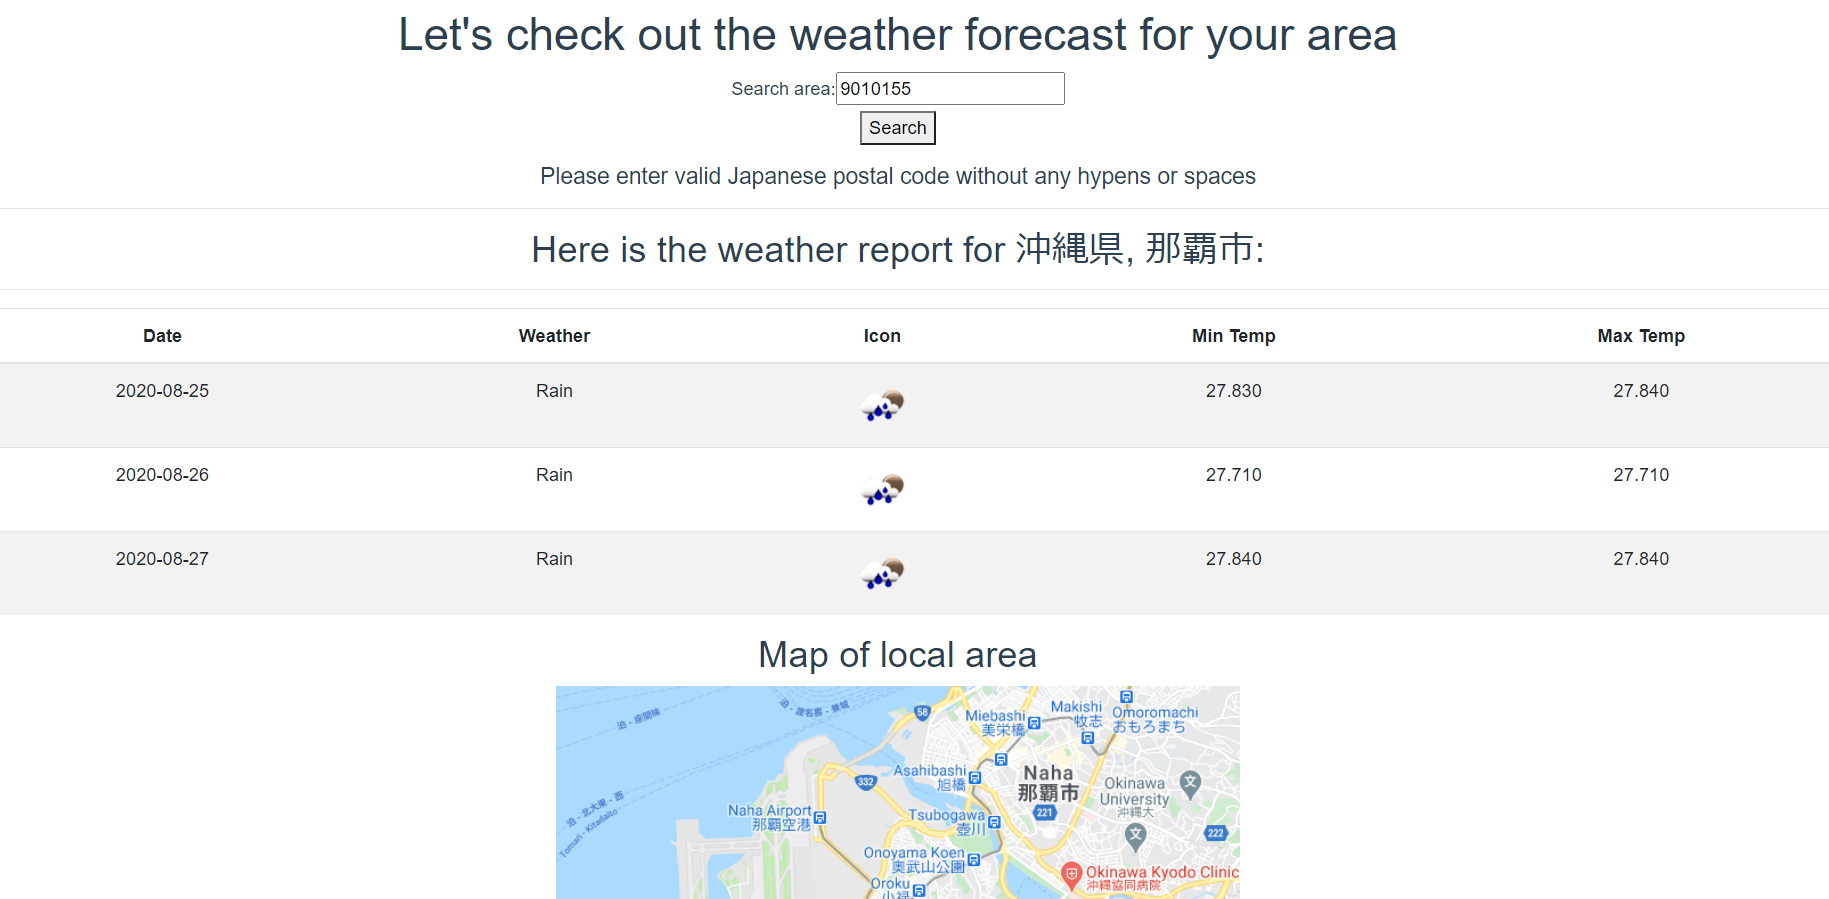 Let's check out the weather forecast for your area
Search area: 9010155
Search
Please enter valid Japanese postal code without any hypens or spaces
Here is the weather report for 沖縄県, 那覇市:
Date Weather Icon Min Temp Max Temp
2020-08-25 Rain 27.830 27.840
2020-08-26 Rain 27.710 27.710
2020-08-27 Rain 27.840 27.840
Map of local area
泊 - 座間味
泊 - 渡名喜 - 兼城
58
Miebashi
美栄橋
Makishi
牧志
Omoromachi
おもろまち
332
Asahibashi
旭橋
Naha
那覇市
221
Okinawa
University
沖縄大
泊 - 北大東 - 西
Tomari - Kitadaito
Naha Airport
那覇空港
Tsubogawa
壺川
222
Onoyama Koen
奥武山公園
Okinawa Kyodo Clinic
沖縄協同病院
Oroku
小禄